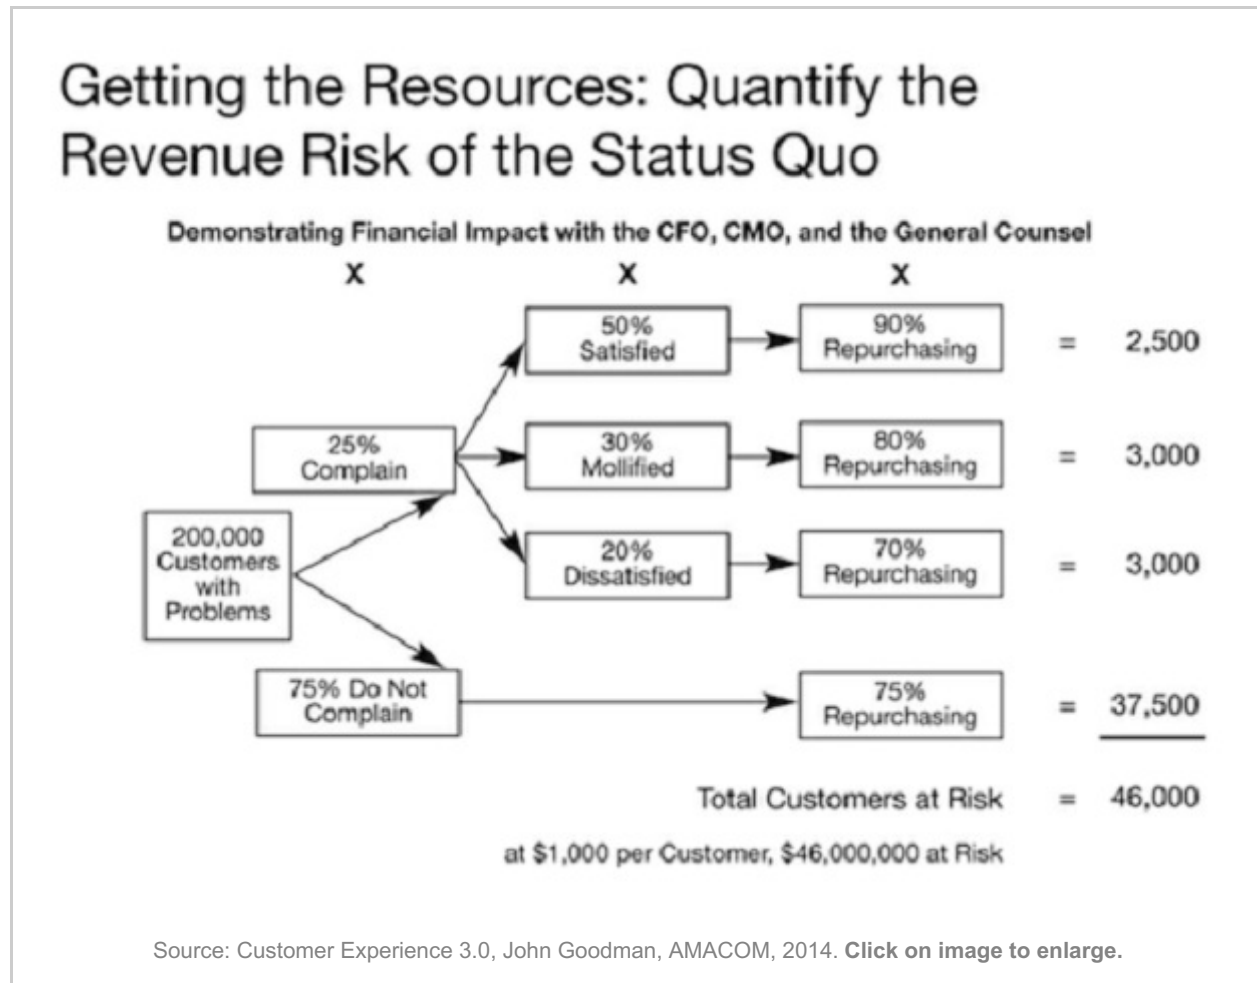 Getting the Resources: Quantify the
Revenue Risk of the Status Quo
Demonstrating Financial Impact with the CFO, CMO, and the General Counsel
X X X
50%
Satisfied
90%
Repurchasing
= 2,500
25%
Complain
30%
Mollified
80%
Repurchasing
= 3,000
200,000
Customers
with
Problems
20%
Dissatisfied
70%
Repurchasing
= 3,000
75% Do Not
Complain
75%
Repurchasing
= 37,500
Total Customers at Risk = 46,000
at $1,000 per Customer, $46,000,000 at Risk
Source: Customer Experience 3.0, John Goodman, AMACOM, 2014. Click on image to enlarge.